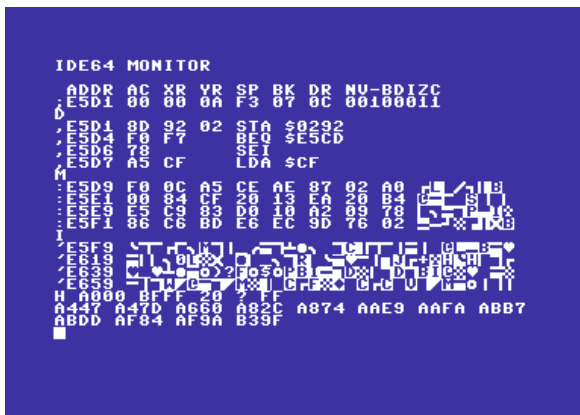 IDE64 MONITOR
ADDR AC XR YR SP BK DR NV-BDIZC
;E5D1 00 00 0A F3 07 0C 00100011
D
,E5D1 8D 92 02 STA $0292
,E5D4 F0 F7 BEQ $E5CD
,E5D6 78 SEI
,E5D7 A5 CF LDA $CF
M
:E5D9 F0 0C A5 CE AE 87 02 A0
:E5E1 00 84 CF 20 13 EA 20 B4
:E5E9 E5 C9 83 D0 10 A2 09 78
:E5F1 86 C6 BD E6 EC 9D 76 02
I
'E5F9
'E619
'E639
'E659
H A000 BFFF 20 ? FF
A447 A47D A660 A82C A874 AAE9 AAFA ABB7
ABDD AF84 AF9A B39F